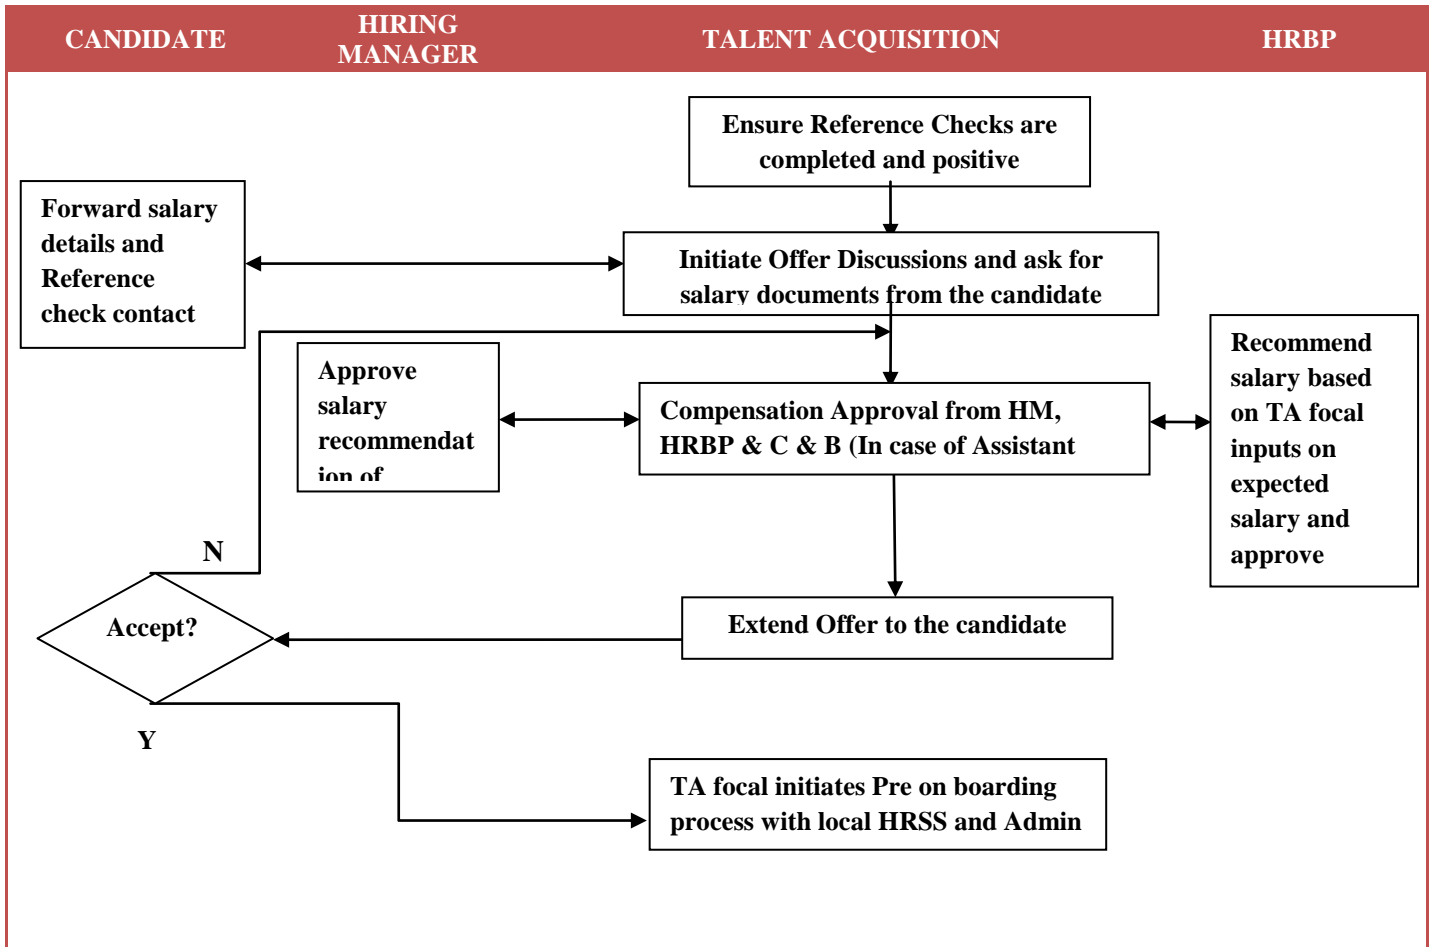 CANDIDATE
HIRING
MANAGER
TALENT ACQUISITION
HRBP
Ensure Reference Checks are
completed and positive
Forward salary
details and
Reference
check contact
Initiate Offer Discussions and ask for
salary documents from the candidate
Approve
salary
recommendat
ion of
Compensation Approval from HM,
HRBP & C & B (In case of Assistant
Recommend
salary based
on TA focal
inputs on
expected
salary and
approve
N
Accept?
Extend Offer to the candidate
Y
TA focal initiates Pre on boarding
process with local HRSS and Admin